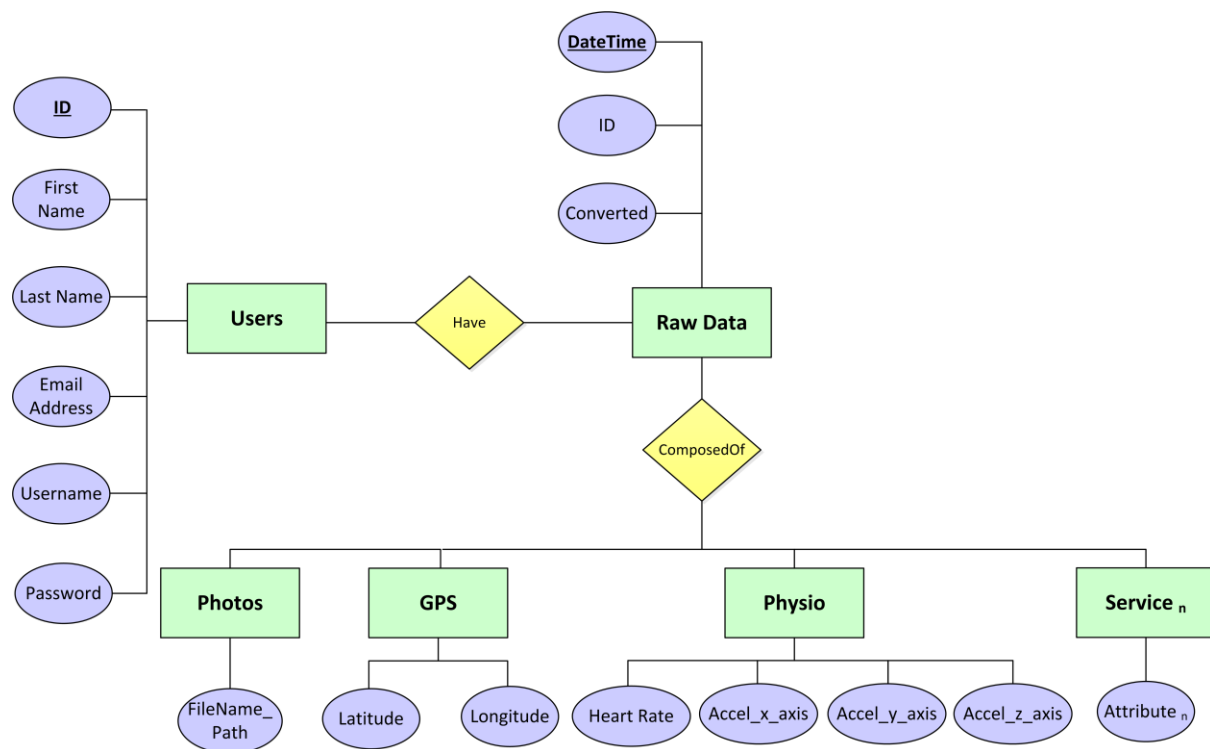 DateTime
ID
ID
First
Name
Converted
Last Name
Users
Have
Raw Data
Email
Address
ComposedOf
Username
Password
Photos
GPS
Physio
Service n
FileName_
Path
Latitude
Longitude
Heart Rate
Accel_x_axis
Accel_y_axis
Accel_z_axis
Attribute n